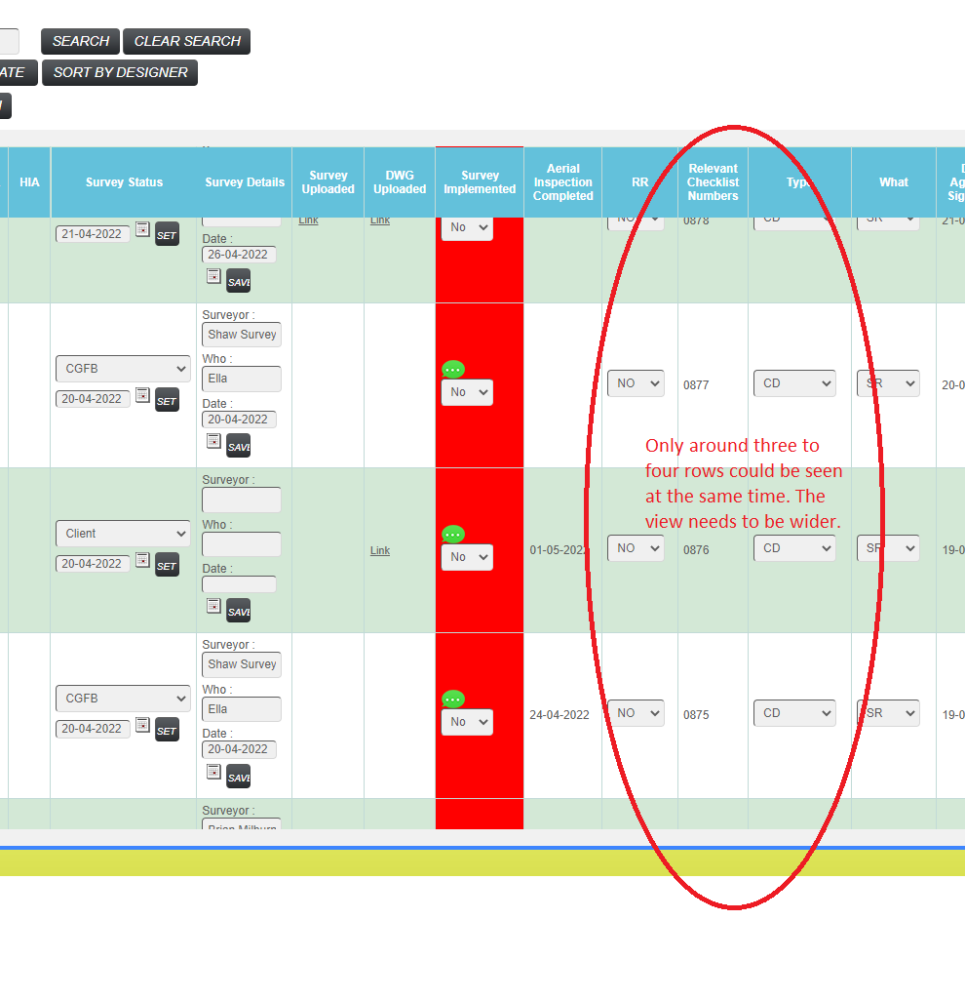 SEARCH CLEAR SEARCH
ATE SORT BY DESIGNER
HIA Survey Status Survey Details Survey Uploaded DWG Uploaded Survey Implemented Aerial Inspection Completed RR Relevant Checklist Numbers Typ What
21-04-2022 SET Link Link No NO 0878 CD SR 21-0
Date :
26-04-2022
SAVE
Surveyor :
Shaw Survey
Who :
CGFB Ella No NO 0877 CD SR 20-0
20-04-2022 SET Date :
20-04-2022
SAVE
Only around three to
four rows could be seen
at the same time. The
view needs to be wider.
Surveyor :
Who :
Client Link No 01-05-2022 NO 0876 CD SR 19-0
20-04-2022 SET Date :
SAVE
Surveyor :
Shaw Survey
Who :
CGFB Ella No 24-04-2022 NO 0875 CD SR 19-0
20-04-2022 SET Date :
20-04-2022
SAVE
Surveyor :
Brian Milburn